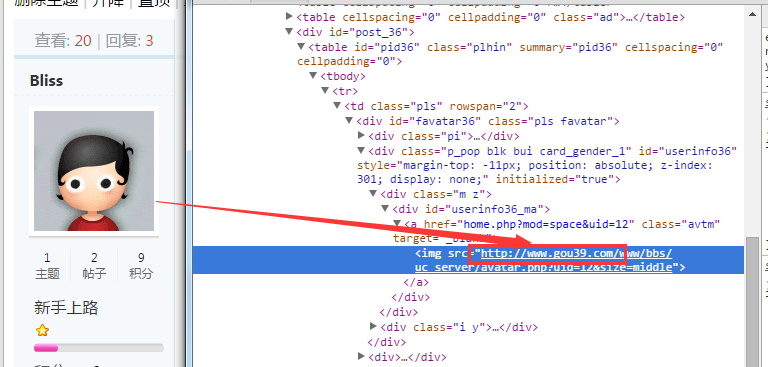 删除主题 | 升降 | 置顶
查看: 20 | 回复: 3
Bliss
1 2 9
主题 帖子 积分
新手上路
<table cellspacing="0" cellpadding="0" class="ad">…</table>
<div id="post_36">
<table id="pid36" class="plhin" summary="pid36" cellspacing="0"
cellpadding="0">
<tbody>
<tr>
<td class="pls" rowspan="2">
<div id="favatar36" class="pls favatar">
<div class="pi">…</div>
<div class="p_pop blk bui card_gender_1" id="userinfo36"
style="margin-top: -11px; position: absolute; z-index:
301; display: none;" initialized="true">
<div class="m z">
<div id="userinfo36_ma">
<a href="home.php?mod=space&uid=12" class="avtm"
target="_blank">
<img src="http://www.gou39.com/www/bbs/
uc_server/avatar.php?uid=12&size=middle">
</a>
</div>
</div>
<div class="i y">…</div>
</div>
<div>…</div>